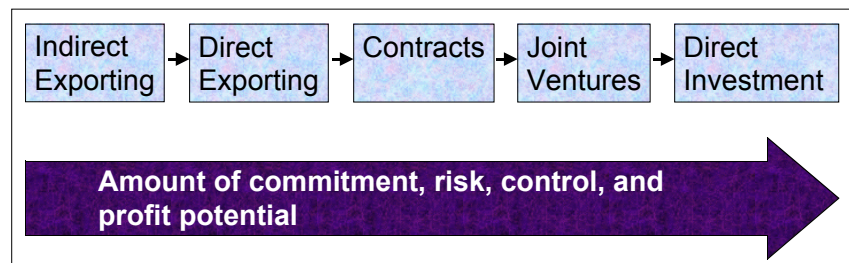 Indirect
Exporting
Direct
Exporting
Contracts
Joint
Ventures
Direct
Investment
Amount of commitment, risk, control, and
profit potential